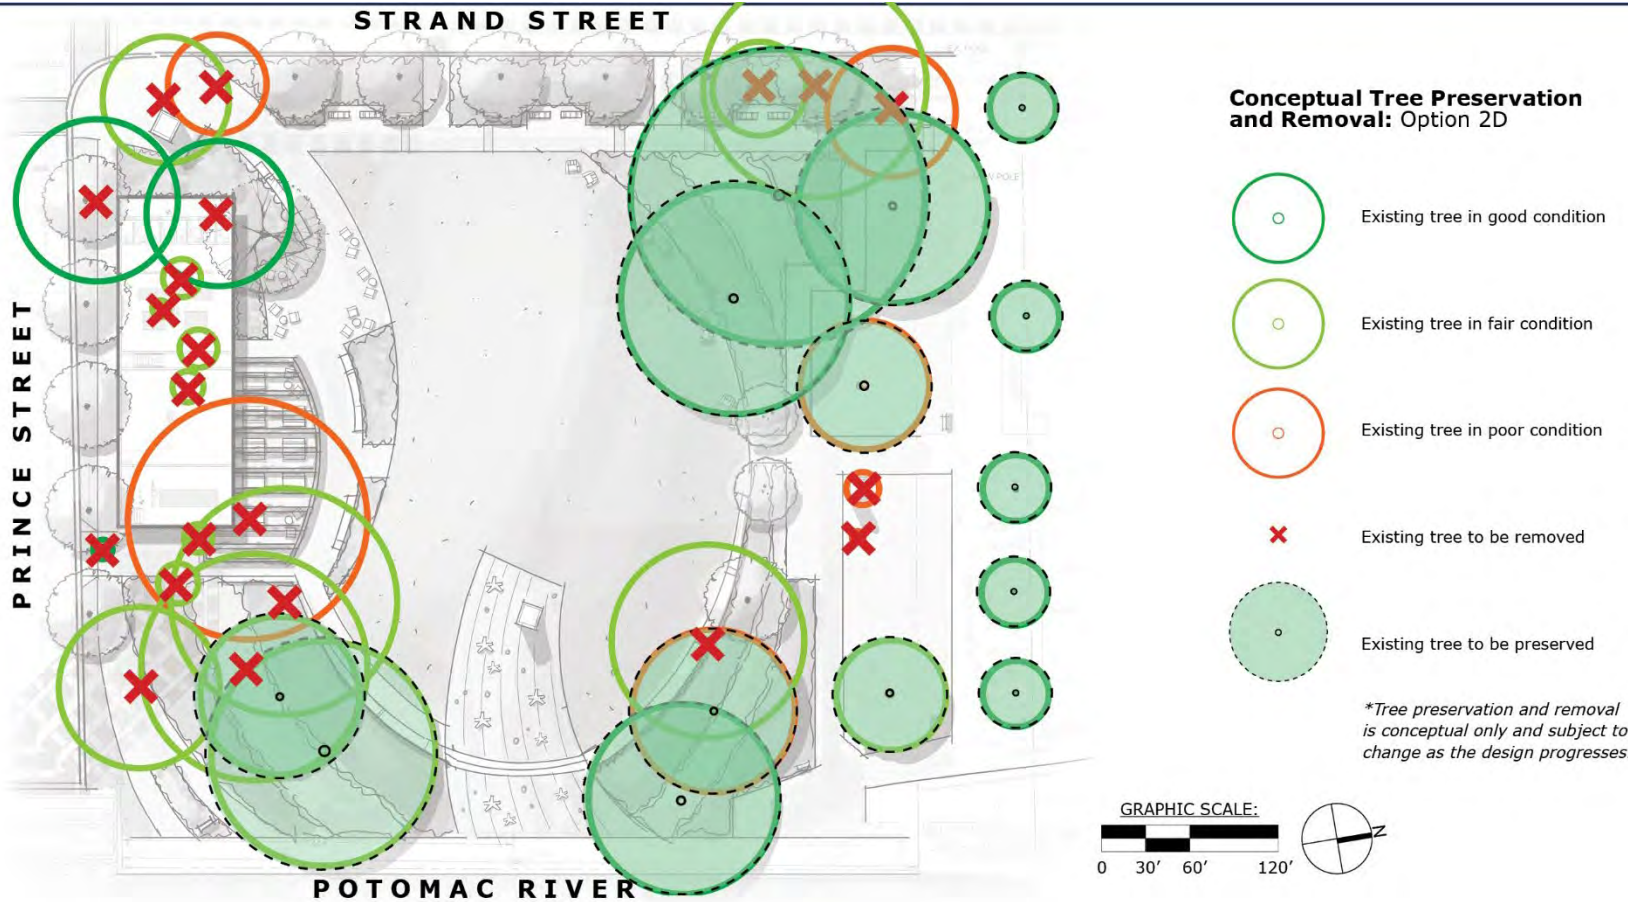 STRAND STREET
PRINCE STREET
POTOMAC RIVER
POLE
Conceptual Tree Preservation
and Removal: Option 2D
Existing tree in good condition
Existing tree in fair condition
Existing tree in poor condition
Existing tree to be removed
Existing tree to be preserved
*Tree preservation and removal
is conceptual only and subject to
change as the design progresses.
GRAPHIC SCALE:
0 30’ 60’ 120’
N